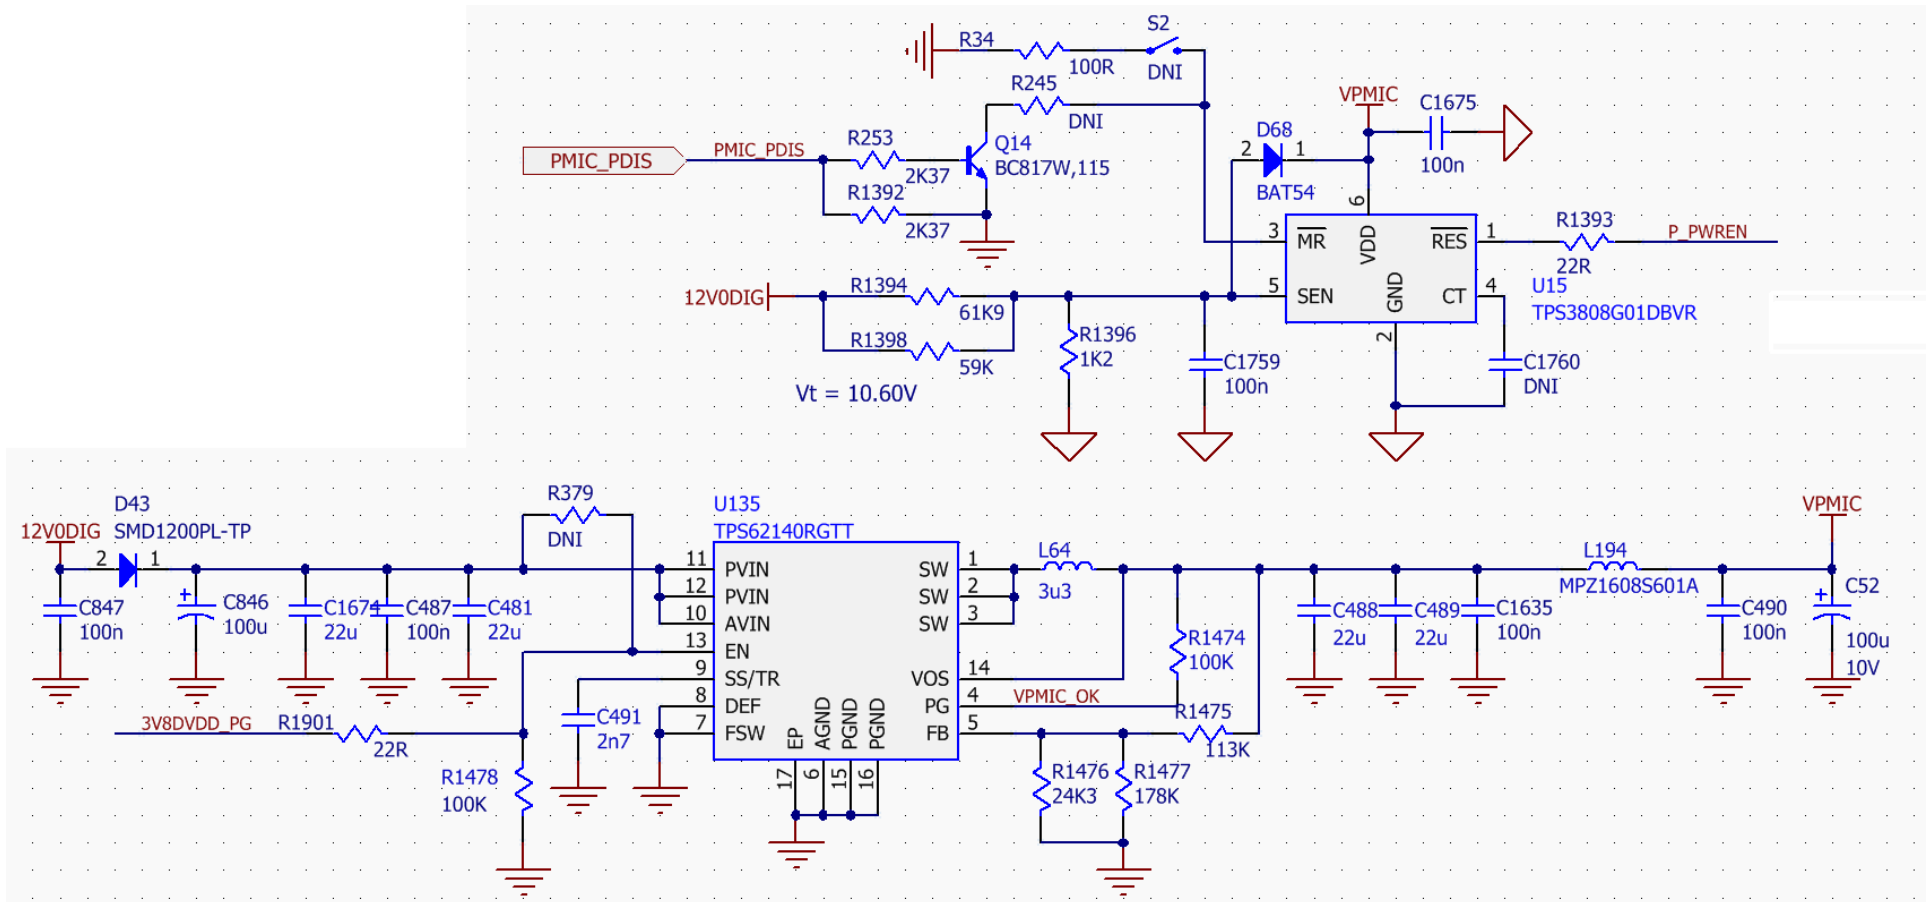 S2
R34
100R
DNI
R245
DNI
VPMIC
C1675
100n
PMIC_PDIS
PMIC_PDIS
R253
2K37
Q14
BC817W,115
D68
2
1
BAT54
R1392
2K37
6
3
MR
VDD
RES
1
R1393
22R
P_PWREN
12V0DIG
R1394
61K9
5
SEN
GND
CT
4
U15
TPS3808G01DBVR
R1398
59K
R1396
1K2
2
C1759
100n
C1760
DNI
Vt = 10.60V
D43
SMD1200PL-TP
12V0DIG
2
1
R379
DNI
U135
TPS62140RGTT
VPMIC
11
PVIN
12
PVIN
10
AVIN
13
EN
9
SS/TR
8
DEF
7
FSW
SW
1
SW
2
SW
3
VOS
14
PG
4
FB
5
EP
AGND
PGND
PGND
17
6
15
16
L64
3u3
L194
MPZ1608S601A
C847
100n
C846
100u
C1674
22u
C487
100n
C481
22u
R1474
100K
C488
22u
C489
22u
C1635
100n
C490
100n
C52
100u
10V
VPMIC_OK
3V8DVDD_PG
R1901
22R
C491
2n7
R1475
113K
R1478
100K
R1476
24K3
R1477
178K